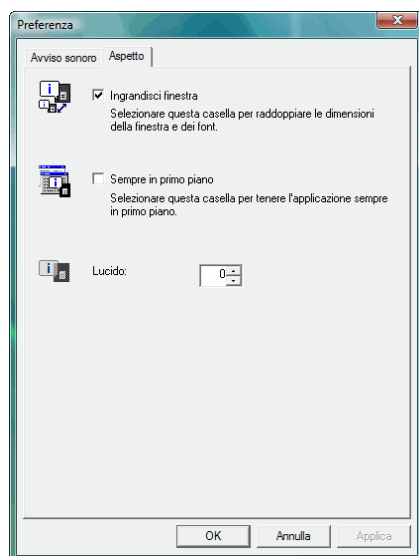 Preferenza
Avviso sonoro Aspetto
Ingrandisci finestra
Selezionare questa casella per raddoppiare le dimensioni
della finestra e dei font.
Sempre in primo piano
Selezionare questa casella per tenere l'applicazione sempre
in primo piano.
Lucido: 0
OK Annulla Applica